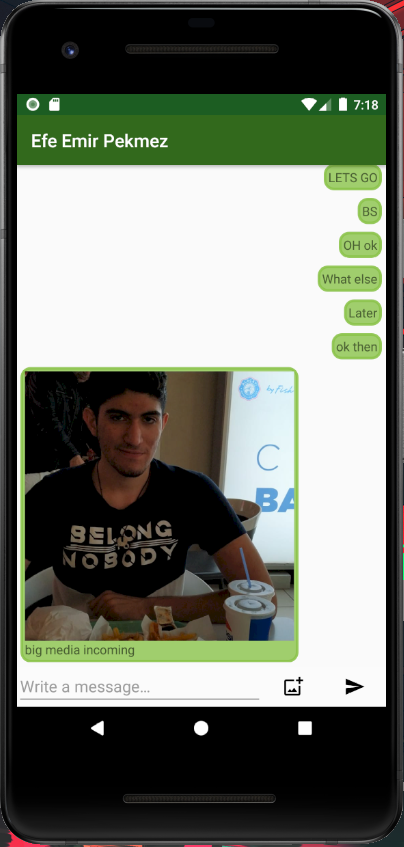 7:18
Efe Emir Pekmez
LETS GO
BS
OH ok
What else
Later
ok then
C
BA
BELONG
NOBODY
big media incoming
Write a message...